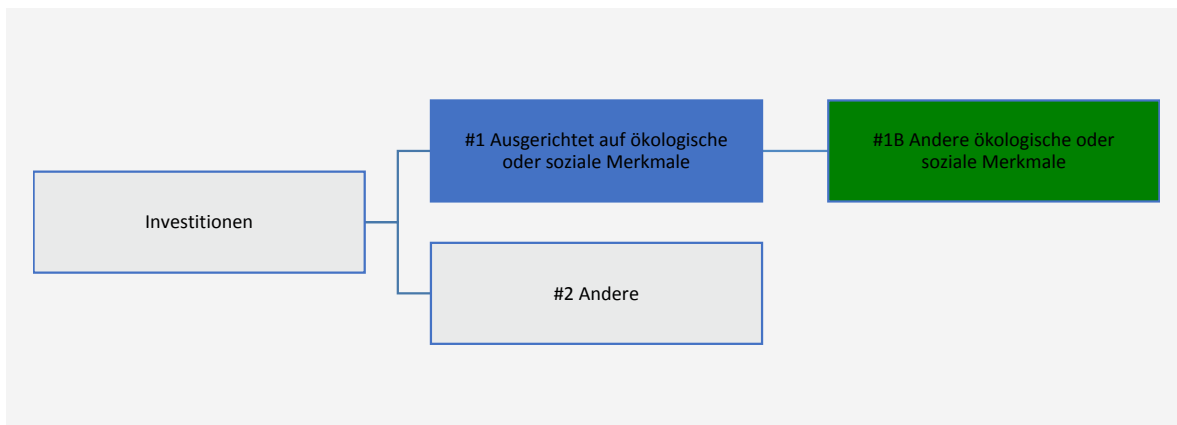 #1 Ausgerichtet auf ökologische
oder soziale Merkmale
#1B Andere ökologische oder
soziale Merkmale
Investitionen
#2 Andere